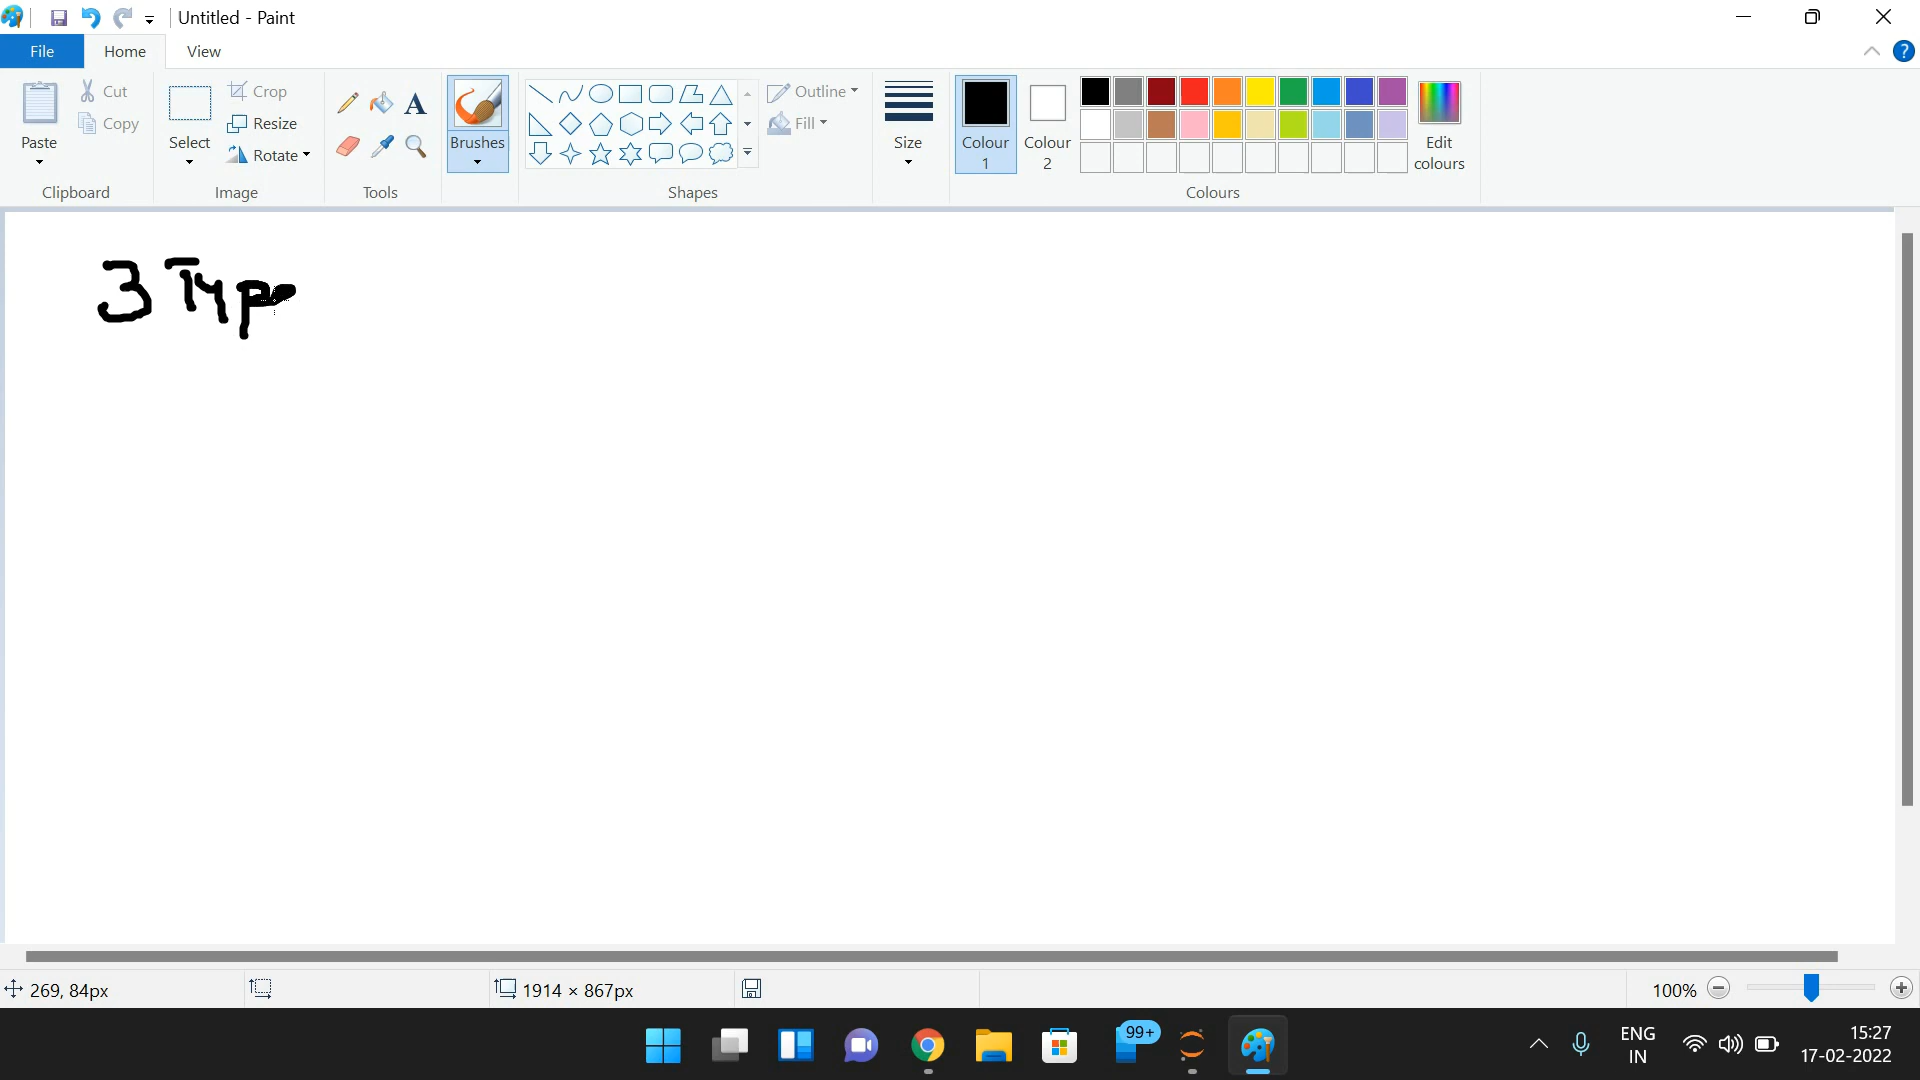 Untitled - Paint
File Home View
Paste
Cut
Copy
Clipboard
Select
Crop
Resize
Rotate
Image
Tools
Brushes
Shapes
Outline
Fill
Size
Colour 1
Colour 2
Edit colours
Colours
3 Typ
269, 84px
1914 × 867px
100%
99+
ENG
IN
15:27
17-02-2022